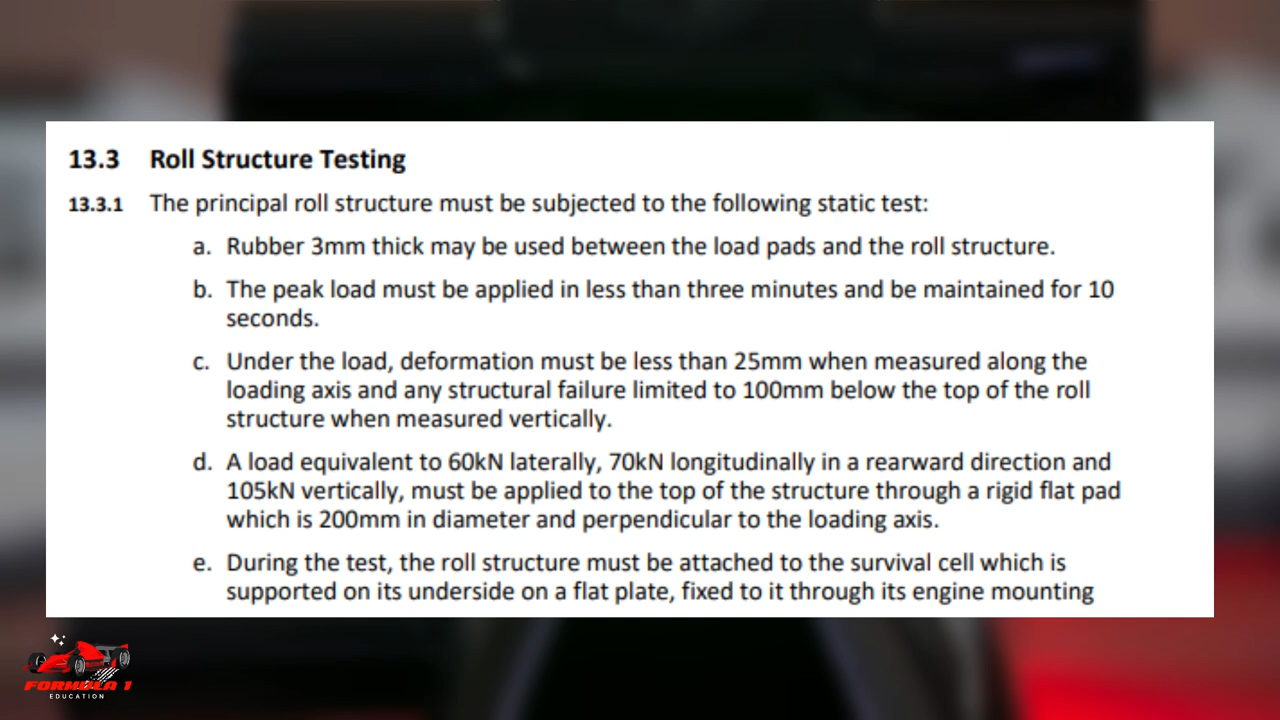 13.3 Roll Structure Testing
13.3.1 The principal roll structure must be subjected to the following static test:
a. Rubber 3mm thick may be used between the load pads and the roll structure.
b. The peak load must be applied in less than three minutes and be maintained for 10
seconds.
c. Under the load, deformation must be less than 25mm when measured along the
loading axis and any structural failure limited to 100mm below the top of the roll
structure when measured vertically.
d. A load equivalent to 60kN laterally, 70kN longitudinally in a rearward direction and
105kN vertically, must be applied to the top of the structure through a rigid flat pad
which is 200mm in diameter and perpendicular to the loading axis.
e. During the test, the roll structure must be attached to the survival cell which is
supported on its underside on a flat plate, fixed to it through its engine mounting
FORMULA 1
EDUCATION